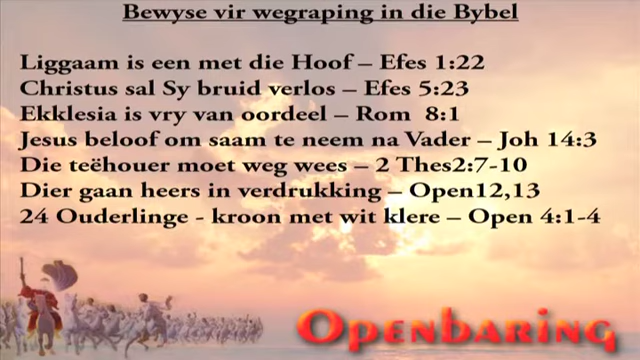 Bewyse vir wegraping in die Bybel
Liggaam is een met die Hoof – Efes 1:22
Christus sal Sy bruid verlos – Efes 5:23
Ekklesia is vry van oordeel – Rom 8:1
Jesus beloof om saam te neem na Vader – Joh 14:3
Die teëhouer moet weg wees – 2 Thes2:7-10
Dier gaan heers in verdrukking – Open12,13
24 Ouderlinge - kroon met wit klere – Open 4:1-4
Openbaring